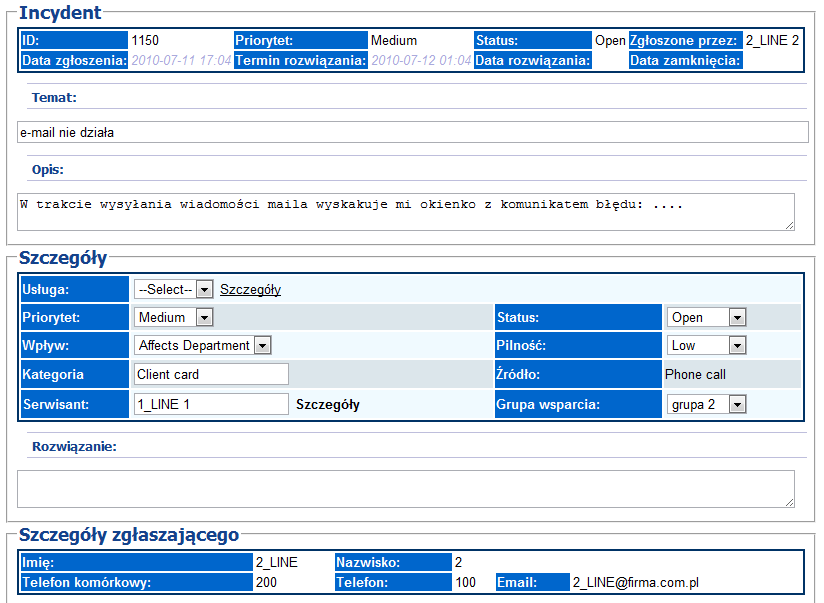 Incydent
ID: 1150 Priorytet: Medium Status: Open Zgłoszone przez: 2_LINE 2
Data zgłoszenia: 2010-07-11 17:04 Termin rozwiązania: 2010-07-12 01:04 Data rozwiązania: Data zamknięcia:
Temat:
e-mail nie działa
Opis:
W trakcie wysyłania wiadomości maila wyskakuje mi okienko z komunikatem błędu: ....
Szczegóły
Usługa: --Select-- Szczegóły
Priorytet: Medium Status: Open
Wpływ: Affects Department Pilność: Low
Kategoria Client card Źródło: Phone call
Serwisant: 1_LINE 1 Szczegóły Grupa wsparcia: grupa 2
Rozwiązanie:
Szczegóły zgłaszającego
Imię: 2_LINE Nazwisko: 2
Telefon komórkowy: 200 Telefon: 100 Email: 2_LINE@firma.com.pl